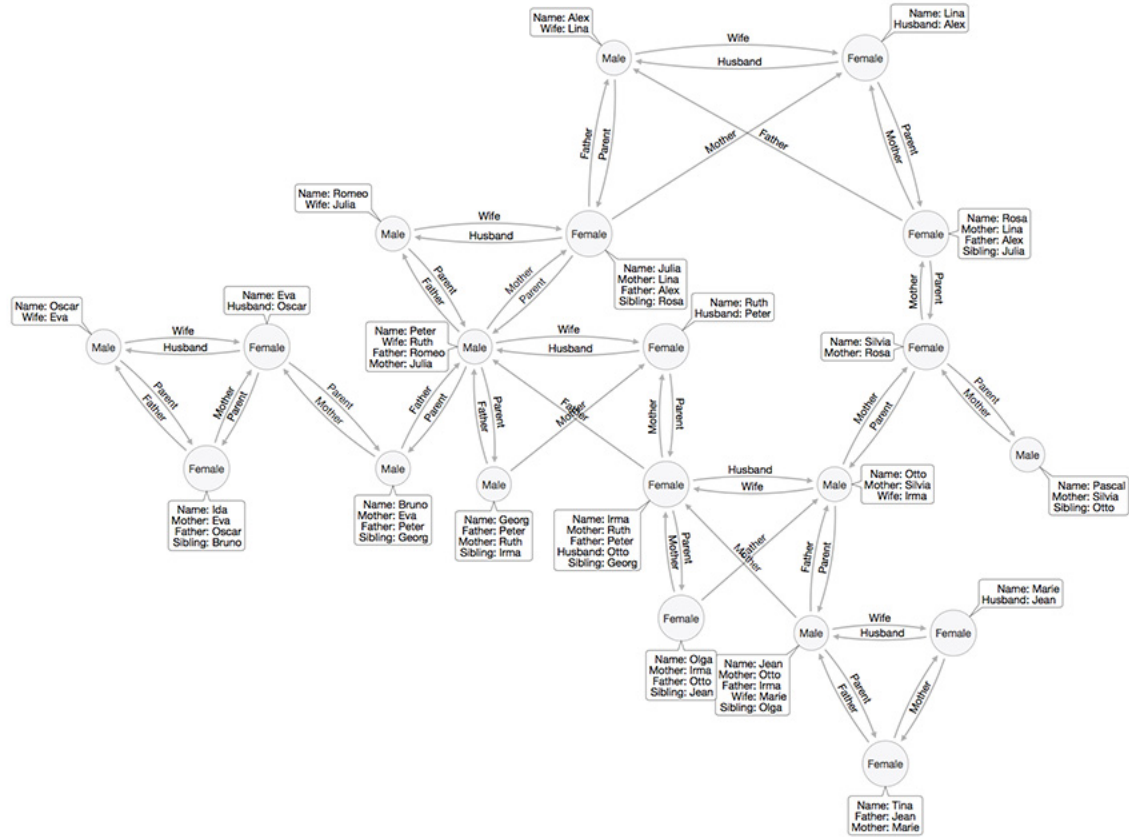 Name: Alex
Wife: Lina
Name: Lina
Husband: Alex
Male
Wife
Husband
Female
Father
Parent
Mother
Father
Mother
Parent
Name: Romeo
Wife: Julia
Male
Wife
Husband
Female
Name: Julia
Mother: Lina
Father: Alex
Sibling: Rosa
Female
Name: Rosa
Mother: Lina
Father: Alex
Sibling: Julia
Parent
Father
Mother
Parent
Mother
Parent
Name: Oscar
Wife: Eva
Name: Eva
Husband: Oscar
Name: Ruth
Husband: Peter
Male
Wife
Husband
Female
Name: Peter
Wife: Ruth
Father: Romeo
Mother: Julia
Male
Wife
Husband
Female
Name: Silvia
Mother: Rosa
Female
Parent
Father
Mother
Parent
Parent
Mother
Father
Parent
Father
Parent
Father
Mother
Mother
Parent
Mother
Parent
Parent
Mother
Female
Name: Ida
Mother: Eva
Father: Oscar
Sibling: Bruno
Male
Name: Bruno
Mother: Eva
Father: Peter
Sibling: Georg
Male
Name: Georg
Father: Peter
Mother: Ruth
Sibling: Irma
Female
Husband
Wife
Name: Irma
Mother: Ruth
Father: Peter
Husband: Otto
Sibling: Georg
Male
Name: Otto
Mother: Silvia
Wife: Irma
Male
Name: Pascal
Mother: Silvia
Sibling: Otto
Mother
Parent
Father
Mother
Father
Parent
Female
Name: Olga
Mother: Irma
Father: Otto
Sibling: Jean
Male
Wife
Husband
Female
Name: Jean
Mother: Otto
Father: Irma
Wife: Marie
Sibling: Olga
Name: Marie
Husband: Jean
Parent
Father
Mother
Female
Name: Tina
Father: Jean
Mother: Marie